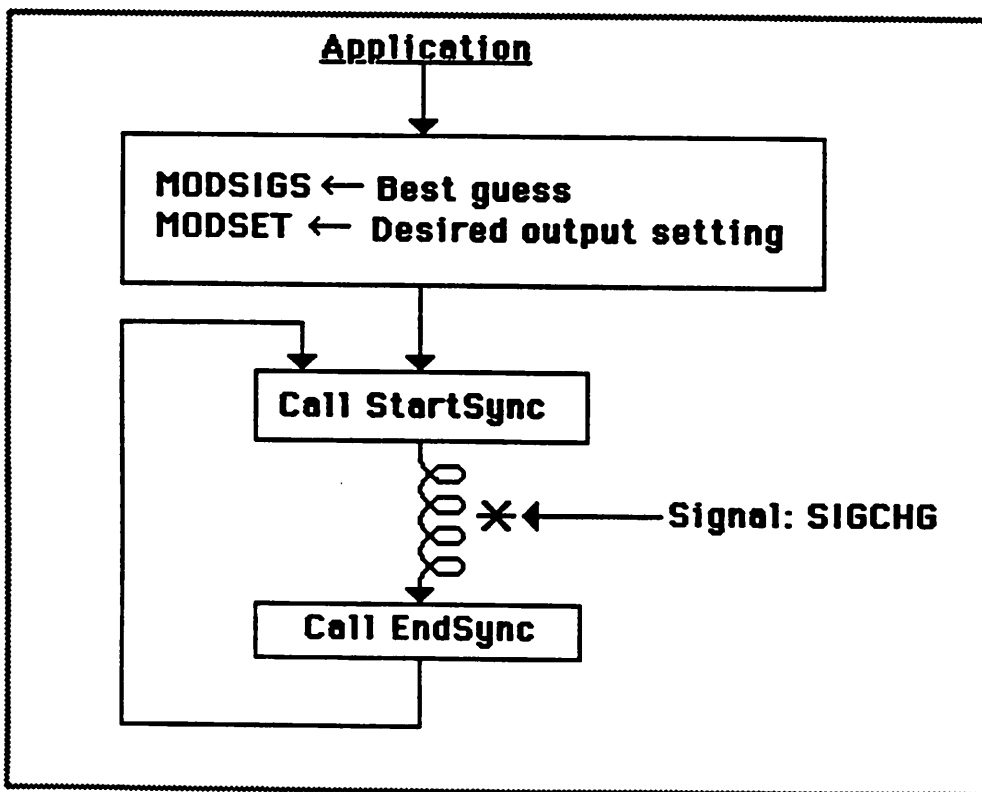 Application
MODSIGS ← Best guess
MODSET ← Desired output setting
Call StartSync
Signal: SIGCHG
Call EndSync